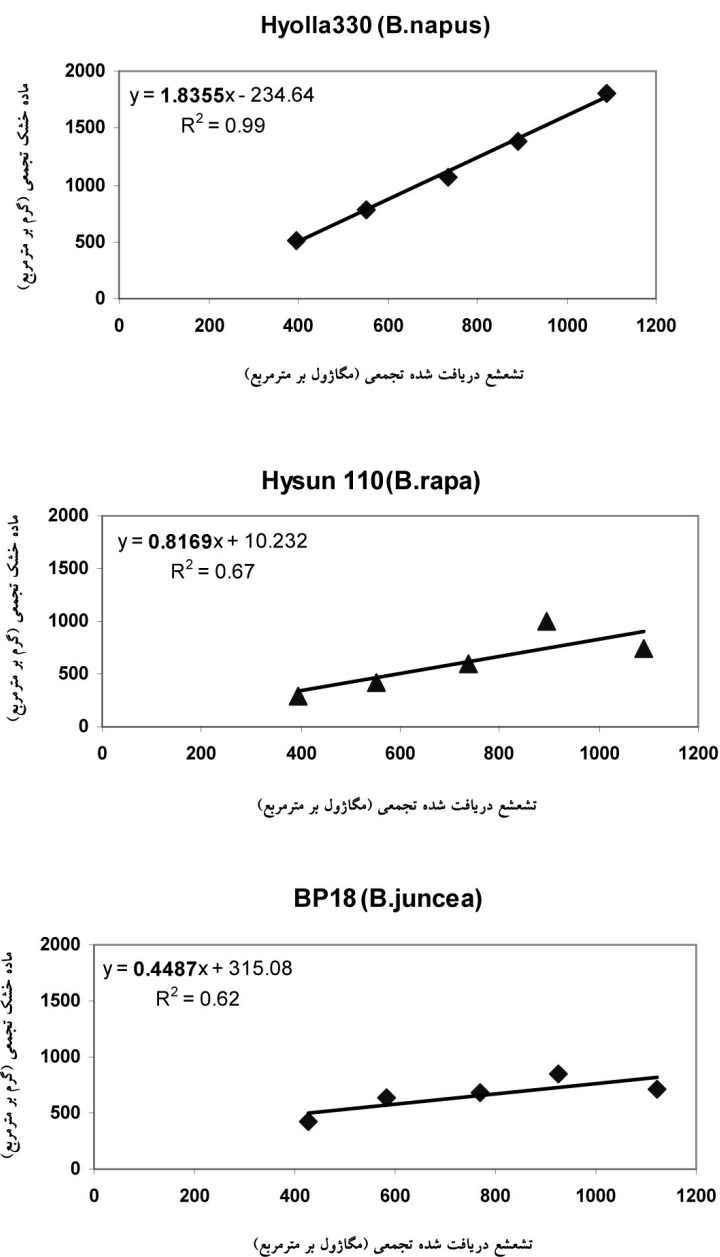 Hyolla330 (B.napus)
ماده خشک تجمعی (گرم بر مترمربع)
2000
1500
1000
500
0
y = 1.8355x - 234.64
R² = 0.99
0 200 400 600 800 1000 1200
تشعشع دریافت شده تجمعی (مگاژول بر مترمربع)
Hysun 110(B.rapa)
ماده خشک تجمعی (گرم بر مترمربع)
2000
1500
1000
500
0
y = 0.8169x + 10.232
R² = 0.67
0 200 400 600 800 1000 1200
تشعشع دریافت شده تجمعی (مگاژول بر مترمربع)
BP18 (B.juncea)
ماده خشک تجمعی (گرم بر مترمربع)
2000
1500
1000
500
0
y = 0.4487x + 315.08
R² = 0.62
0 200 400 600 800 1000 1200
تشعشع دریافت شده تجمعی (مگاژول بر مترمربع)